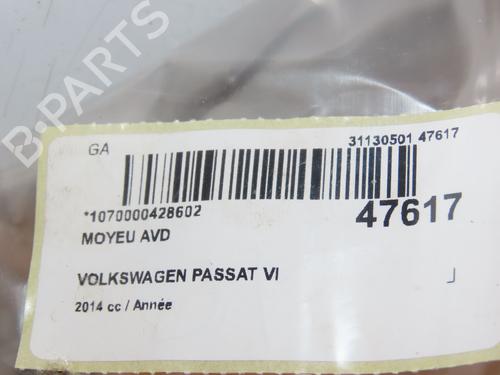 B-PARTS
GA
31130501 47617
*1070000428602
47617
MOYEU AVD
VOLKSWAGEN PASSAT VI
2014 cc / Année